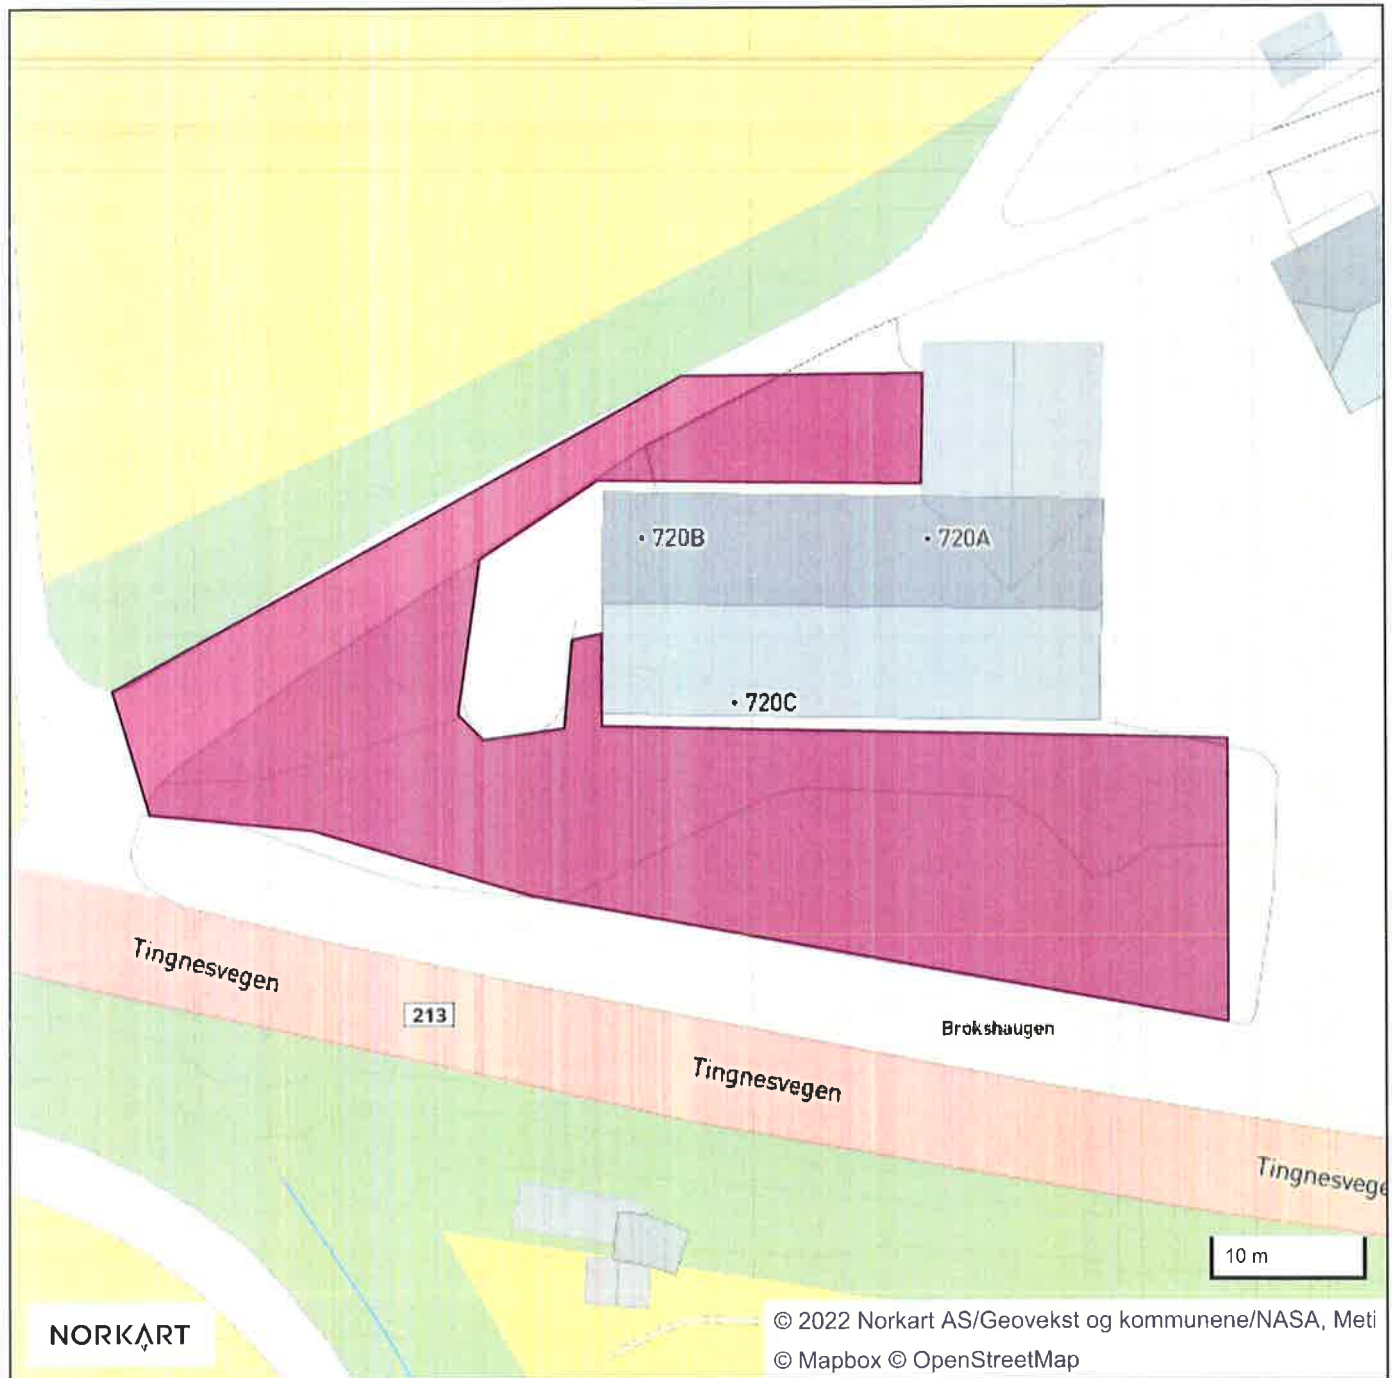 720B
720A
720C
Tingnesvegen
213
Brokshaugen
Tingnesvegen
Tingnesvege
10 m
NORKART
© 2022 Norkart AS/Geovekst og kommunene/NASA, Meti
© Mapbox © OpenStreetMap